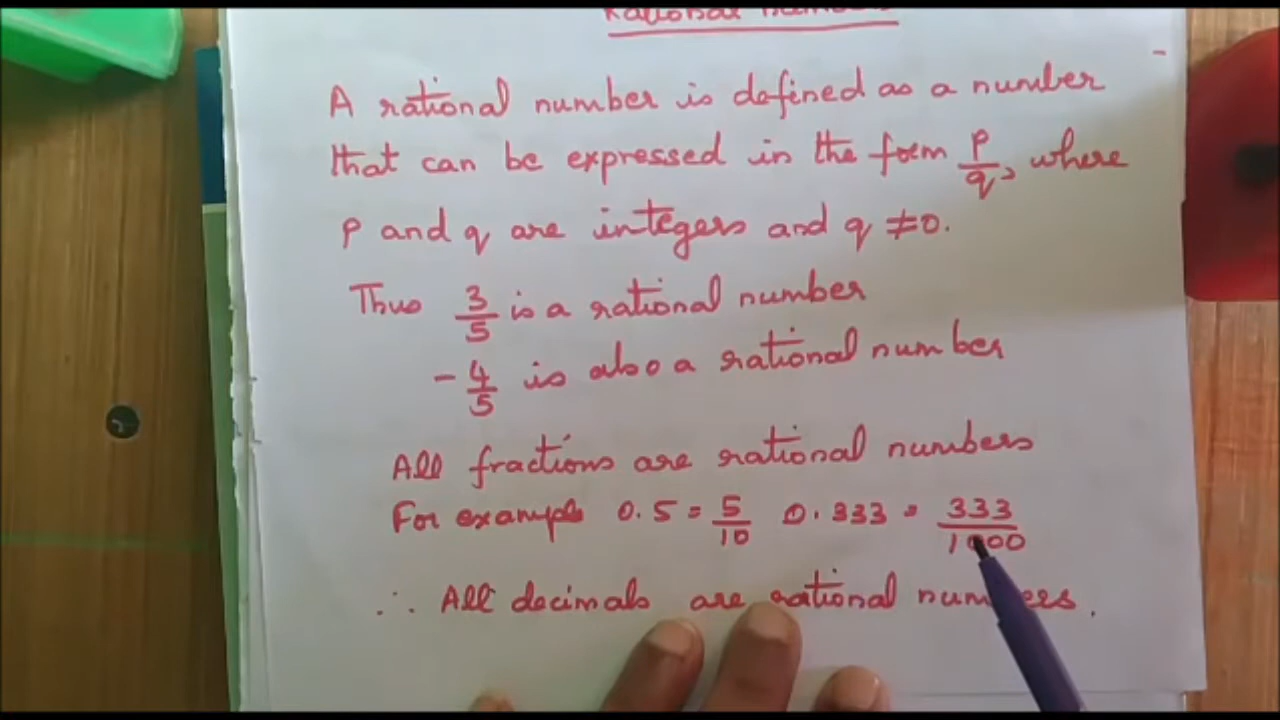 Rational Number
A rational number is defined as a number
that can be expressed in the form p/q, where
p and q are integers and q ≠ 0.
Thus 3/5 is a rational number
- 4/5 is also a rational number
All fractions are rational numbers
For example 0.5 = 5/10 0.333 = 333/1000
∴ All decimals are rational numbers.